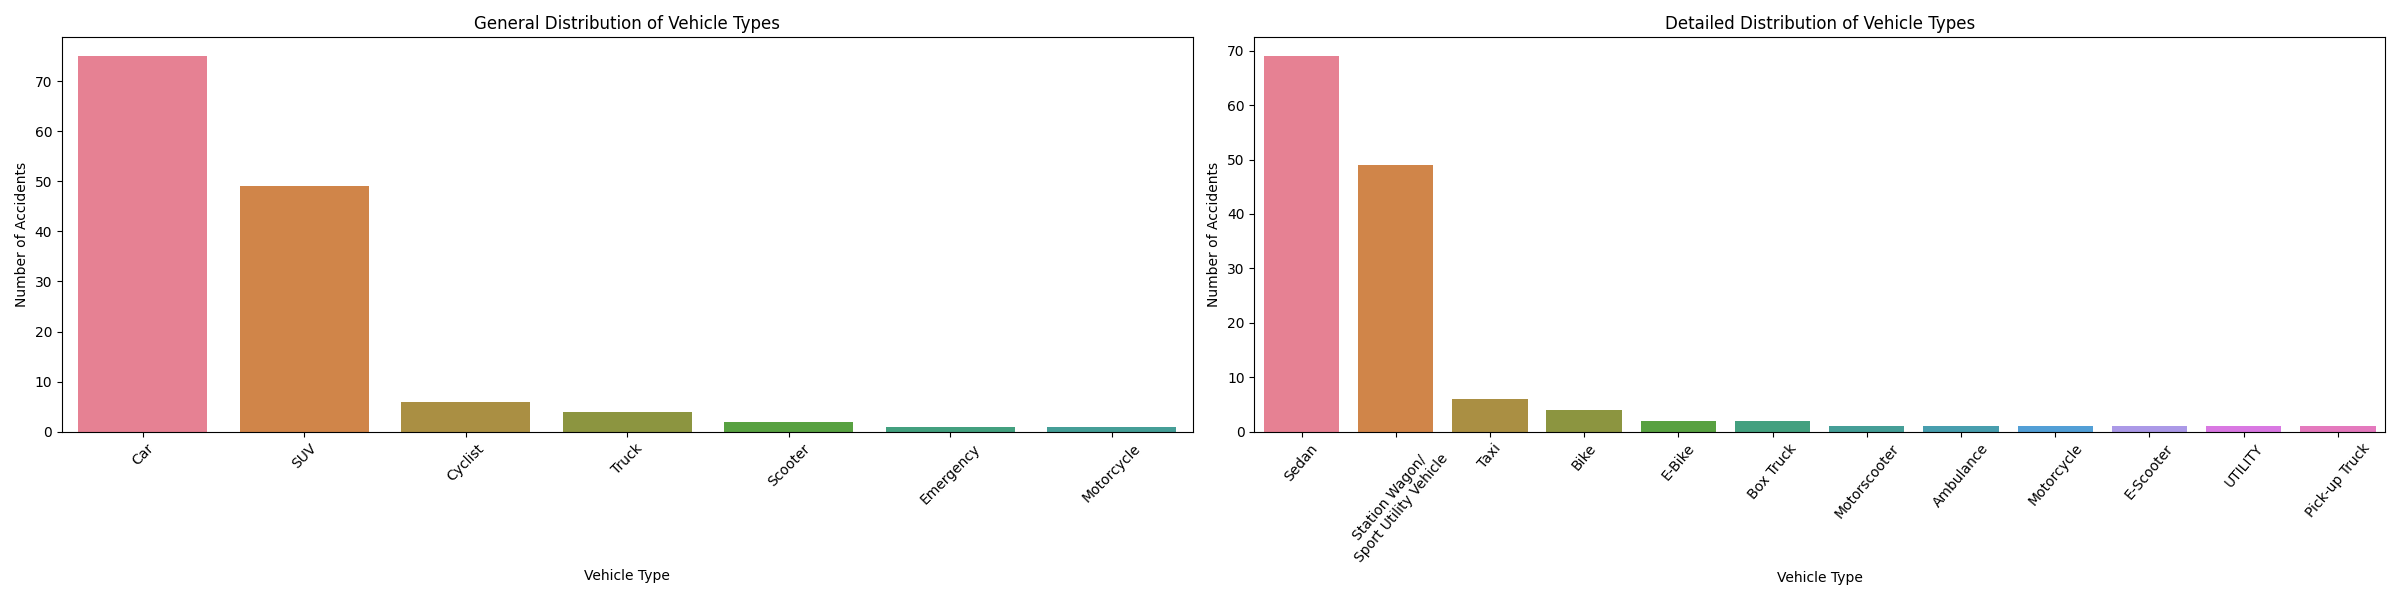 General Distribution of Vehicle Types
Number of Accidents
70
60
50
40
30
20
10
0
Car
SUV
Cyclist
Truck
Scooter
Emergency
Motorcycle
Vehicle Type
Detailed Distribution of Vehicle Types
Number of Accidents
70
60
50
40
30
20
10
0
Sedan
Station Wagon/
Sport Utility Vehicle
Taxi
Bike
E-Bike
Box Truck
Motorscooter
Ambulance
Motorcycle
E-Scooter
UTILITY
Pick-up Truck
Vehicle Type